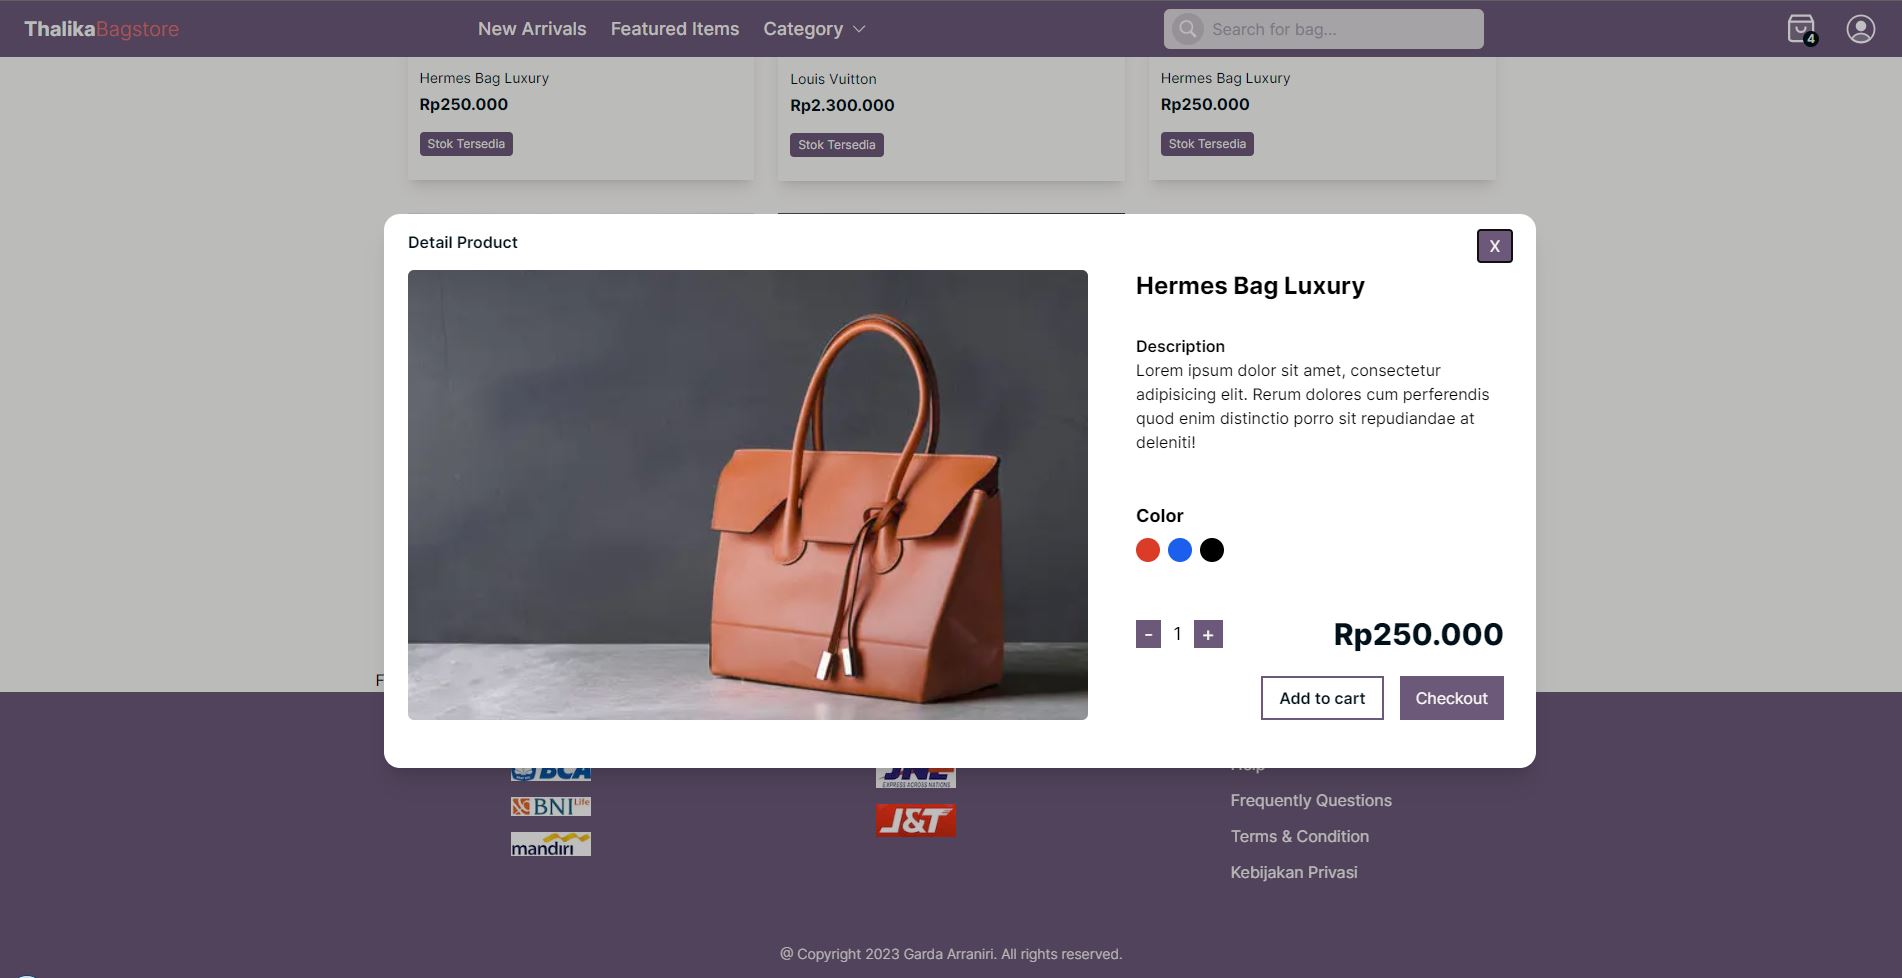 ThalikaBagstore
New Arrivals
Featured Items
Category
Search for bag...
4
Hermes Bag Luxury
Rp250.000
Stok Tersedia
Louis Vuitton
Rp2.300.000
Stok Tersedia
Hermes Bag Luxury
Rp250.000
Stok Tersedia
Detail Product
X
Hermes Bag Luxury
Description
Lorem ipsum dolor sit amet, consectetur
adipisicing elit. Rerum dolores cum perferendis
quod enim distinctio porro sit repudiandae at
deleniti!
Color
- 1 +
Rp250.000
Add to cart
Checkout
BCA
BNI Life
mandiri
JNE
EXPRESS ACROSS NATIONS
J&T
Help
Frequently Questions
Terms & Condition
Kebijakan Privasi
@ Copyright 2023 Garda Arraniri. All rights reserved.